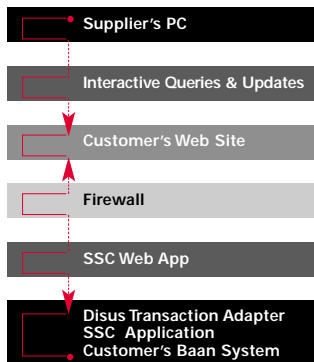 Supplier's PC
Interactive Queries & Updates
Customer's Web Site
Firewall
SSC Web App
Disus Transaction Adapter
SSC Application
Customer's Baan System